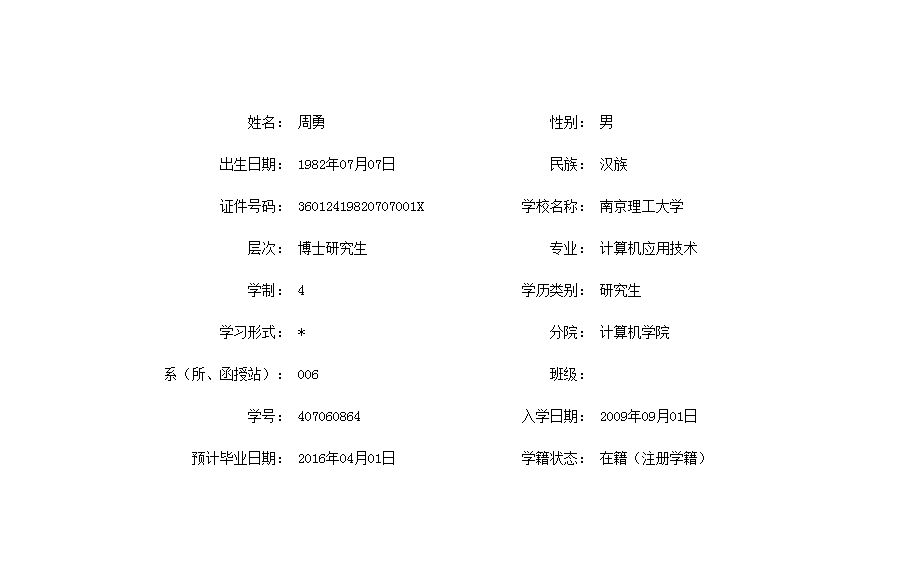 姓名： 周勇 性别： 男
出生日期： 1982年07月07日 民族： 汉族
证件号码： 36012419820707001X 学校名称： 南京理工大学
层次： 博士研究生 专业： 计算机应用技术
学制： 4 学历类别： 研究生
学习形式： * 分院： 计算机学院
系（所、函授站）： 006 班级：
学号： 407060864 入学日期： 2009年09月01日
预计毕业日期： 2016年04月01日 学籍状态： 在籍（注册学籍）